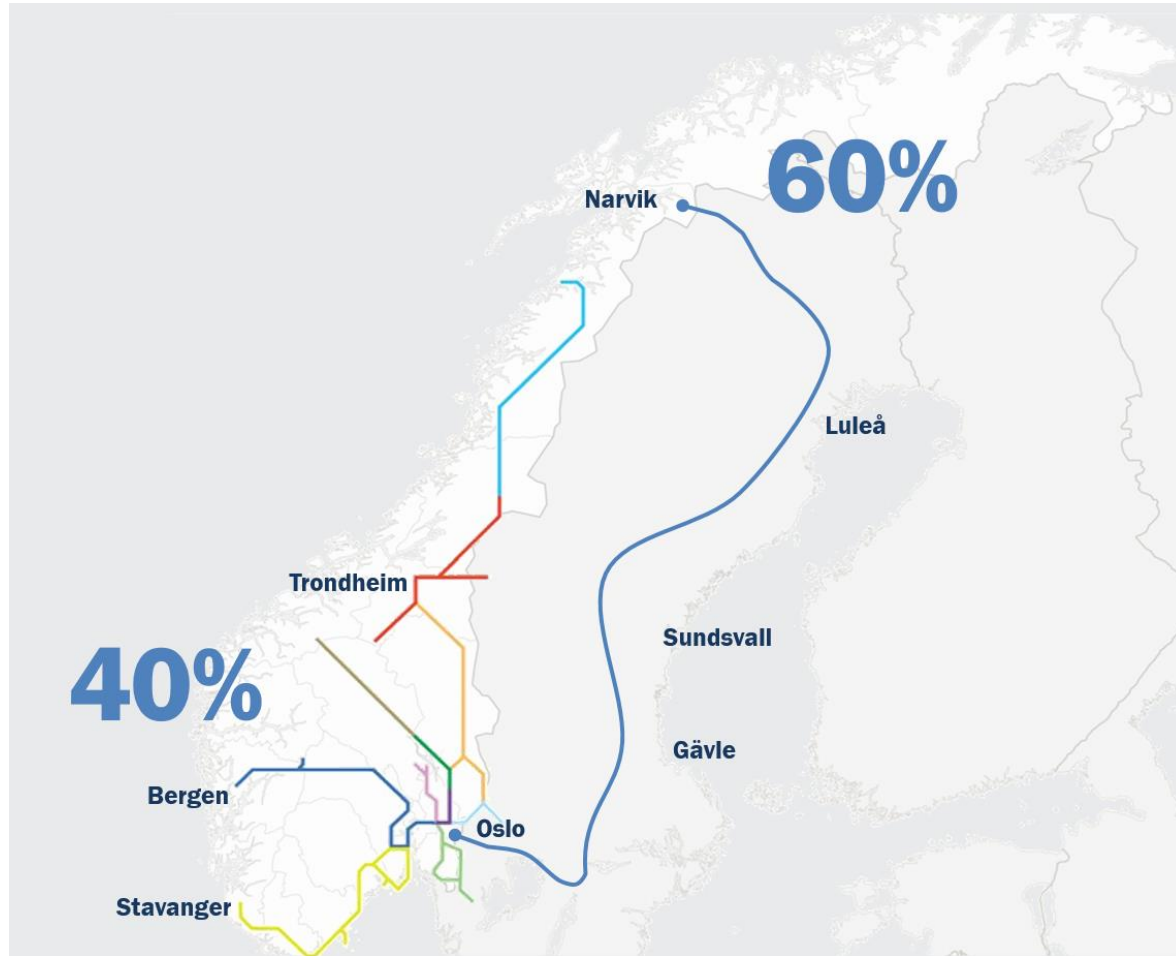 60%
Narvik
Luleå
Trondheim
Sundsvall
40%
Gävle
Bergen
Oslo
Stavanger